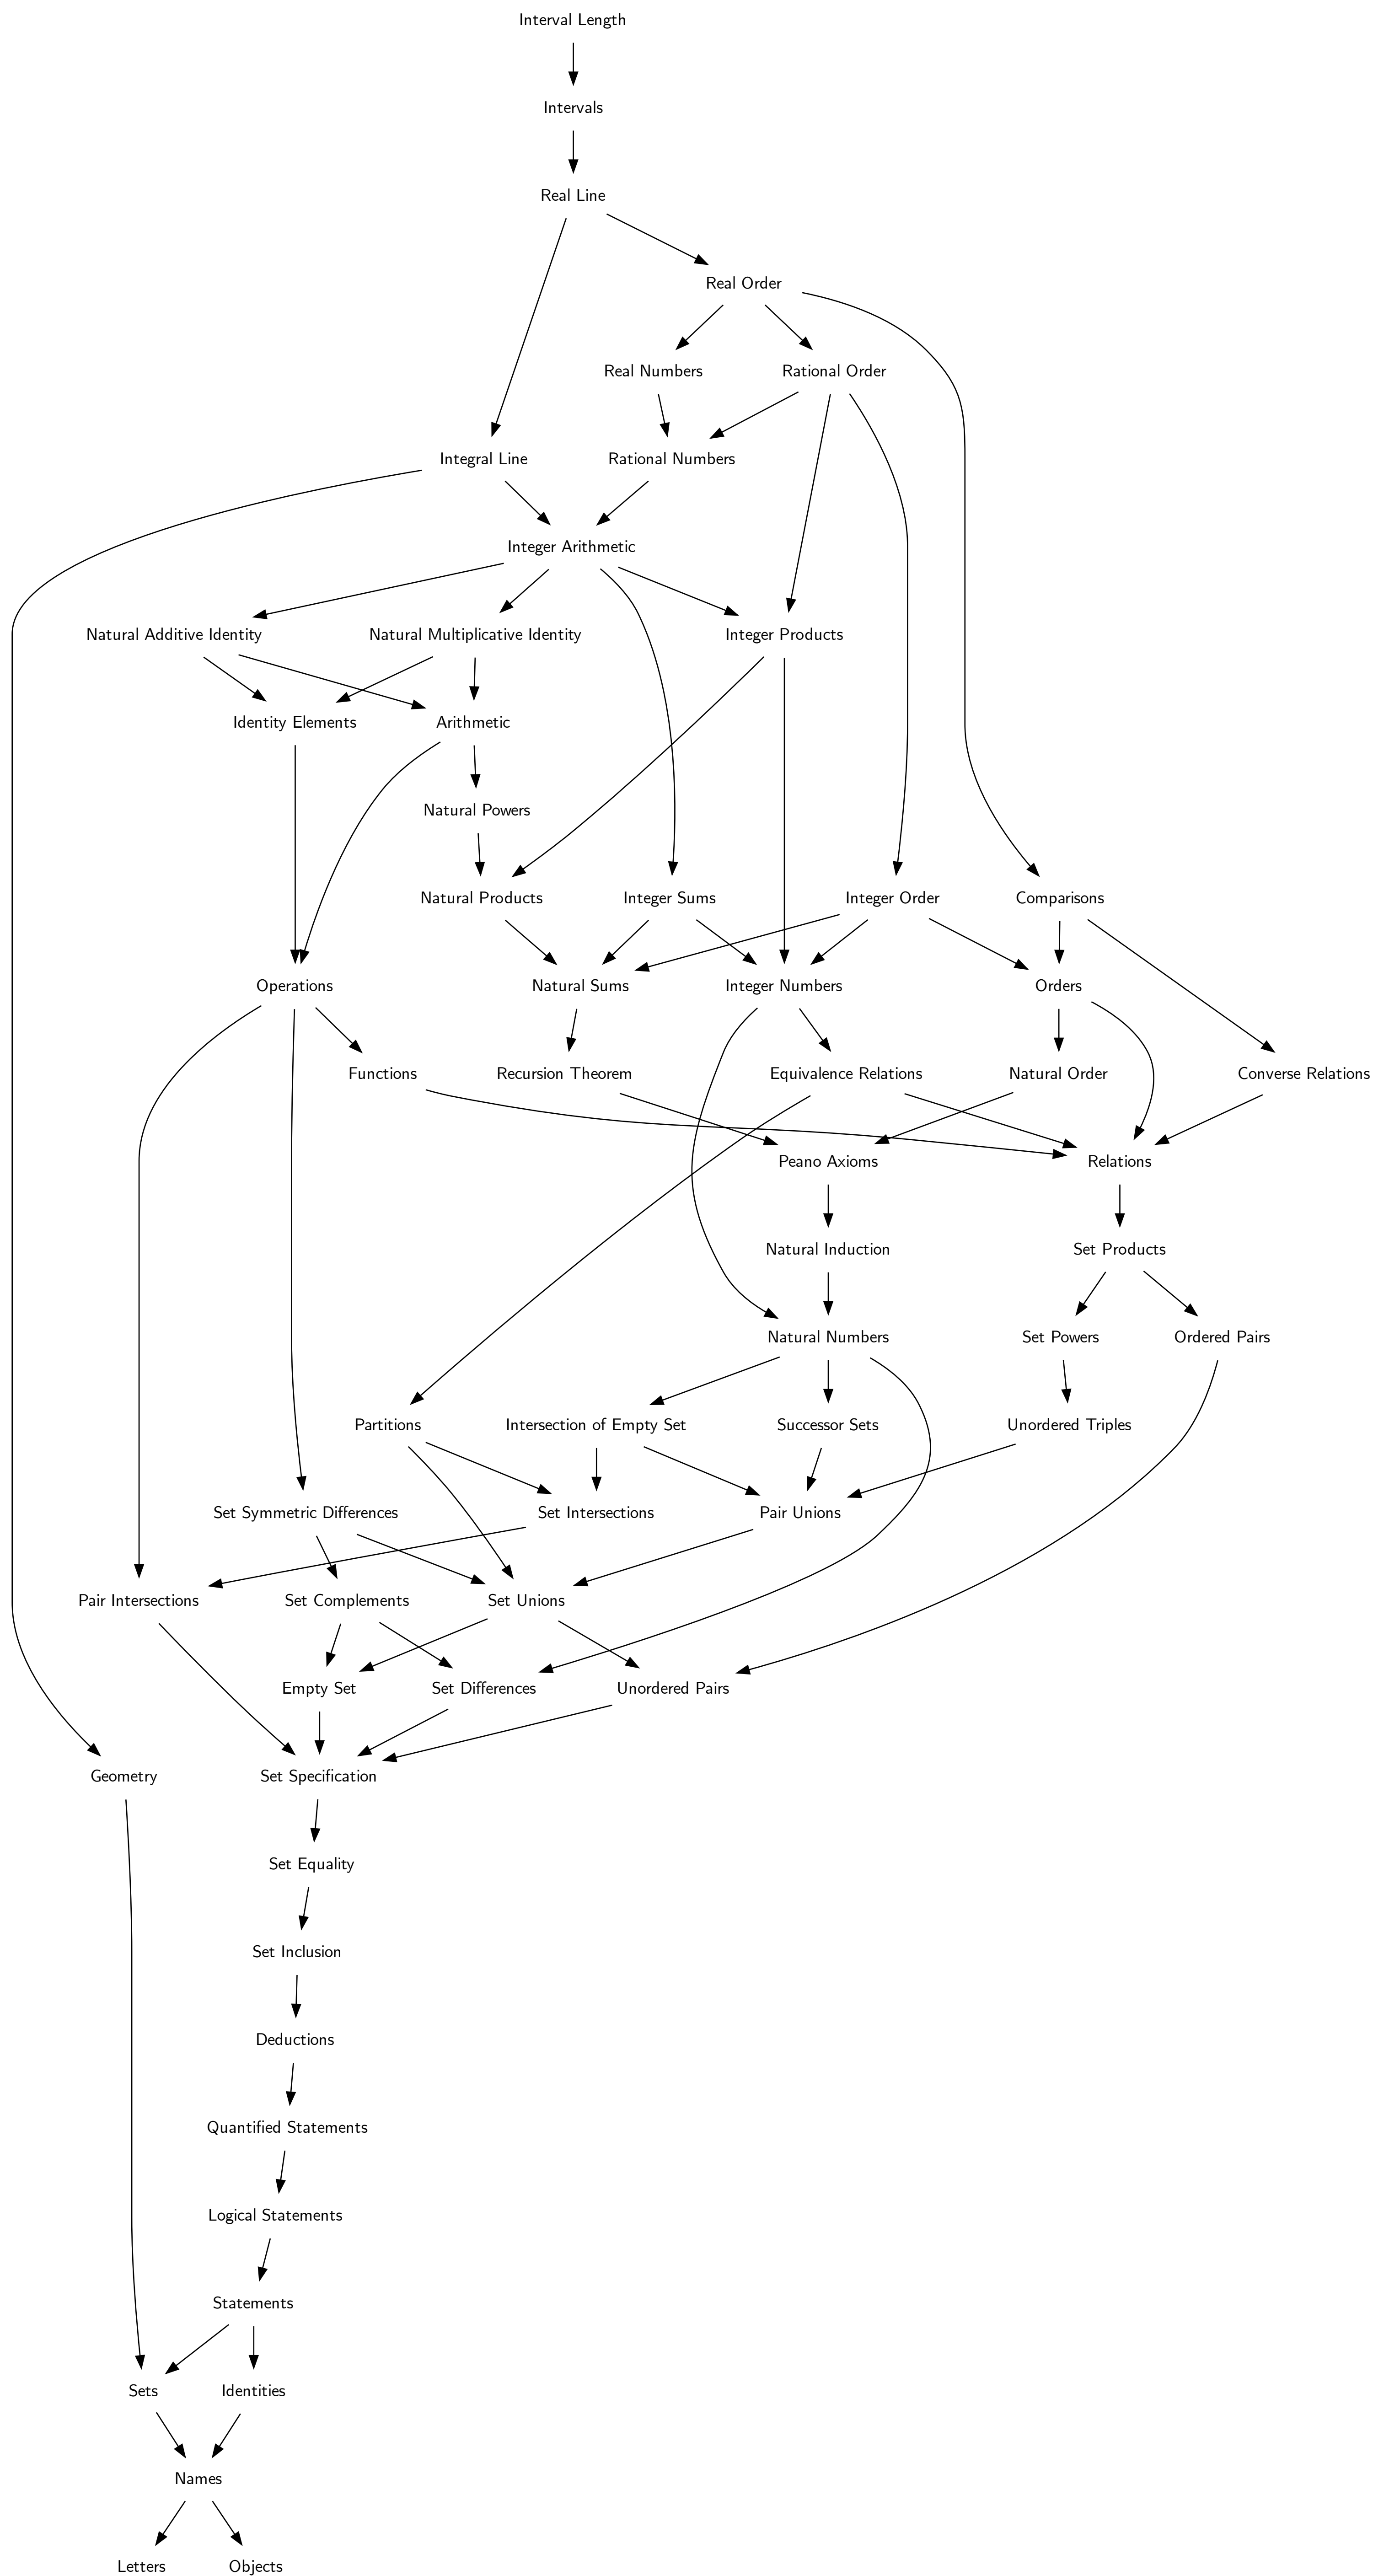 Interval Length
Intervals
Real Line
Real Order
Real Numbers
Rational Order
Integral Line
Rational Numbers
Integer Arithmetic
Natural Additive Identity
Natural Multiplicative Identity
Integer Products
Identity Elements
Arithmetic
Natural Powers
Natural Products
Integer Sums
Integer Order
Comparisons
Operations
Natural Sums
Integer Numbers
Orders
Functions
Recursion Theorem
Equivalence Relations
Natural Order
Converse Relations
Peano Axioms
Relations
Natural Induction
Set Products
Natural Numbers
Set Powers
Ordered Pairs
Partitions
Intersection of Empty Set
Successor Sets
Unordered Triples
Set Symmetric Differences
Set Intersections
Pair Unions
Pair Intersections
Set Complements
Set Unions
Empty Set
Set Differences
Unordered Pairs
Geometry
Set Specification
Set Equality
Set Inclusion
Deductions
Quantified Statements
Logical Statements
Statements
Sets
Identities
Names
Letters
Objects